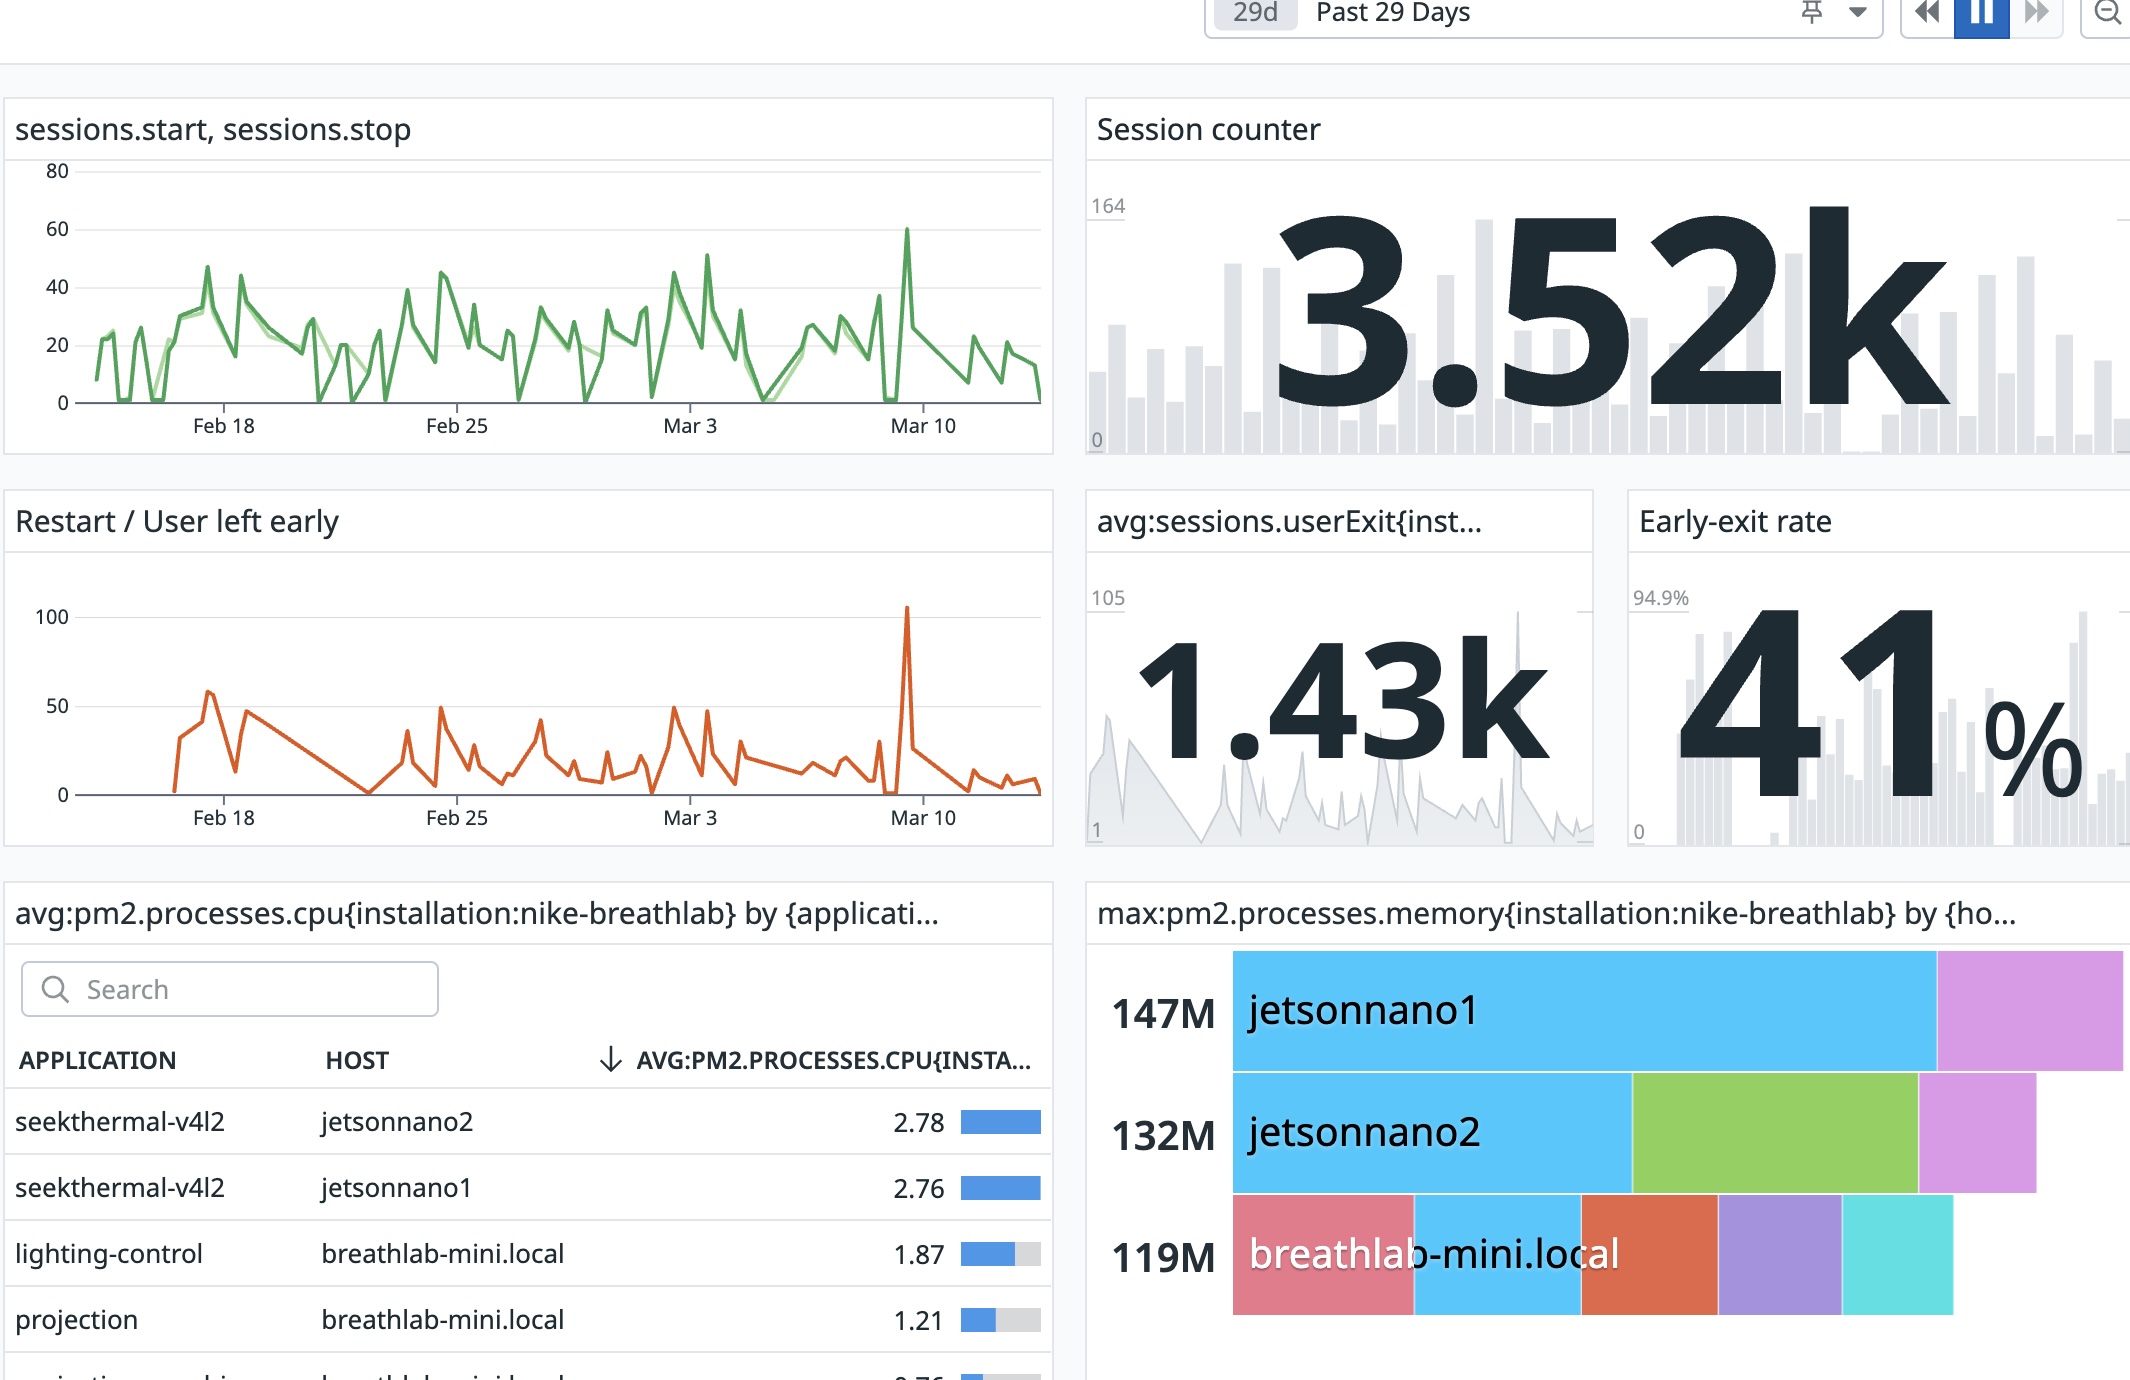 29d Past 29 Days
sessions.start, sessions.stop
80
60
40
20
0
Feb 18 Feb 25 Mar 3 Mar 10
Session counter
164
3.52k
0
Restart / User left early
100
50
0
Feb 18 Feb 25 Mar 3 Mar 10
avg:sessions.userExit{inst...
105
1.43k
1
Early-exit rate
94.9%
41%
0
avg:pm2.processes.cpu{installation:nike-breathlab} by {applicati...
Search
APPLICATION HOST AVG:PM2.PROCESSES.CPU{INSTA...
seekthermal-v4l2 jetsonnano2 2.78
seekthermal-v4l2 jetsonnano1 2.76
lighting-control breathlab-mini.local 1.87
projection breathlab-mini.local 1.21
max:pm2.processes.memory{installation:nike-breathlab} by {ho...
147M jetsonnano1
132M jetsonnano2
119M breathlab-mini.local